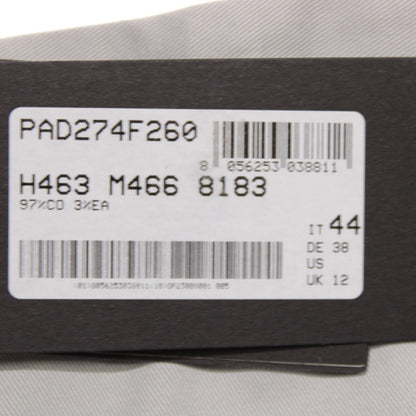 PAD274F260
8 056253 038811
H463 M466 8183
97%CO 3%EA
IT 44
DE 38
US
UK 12